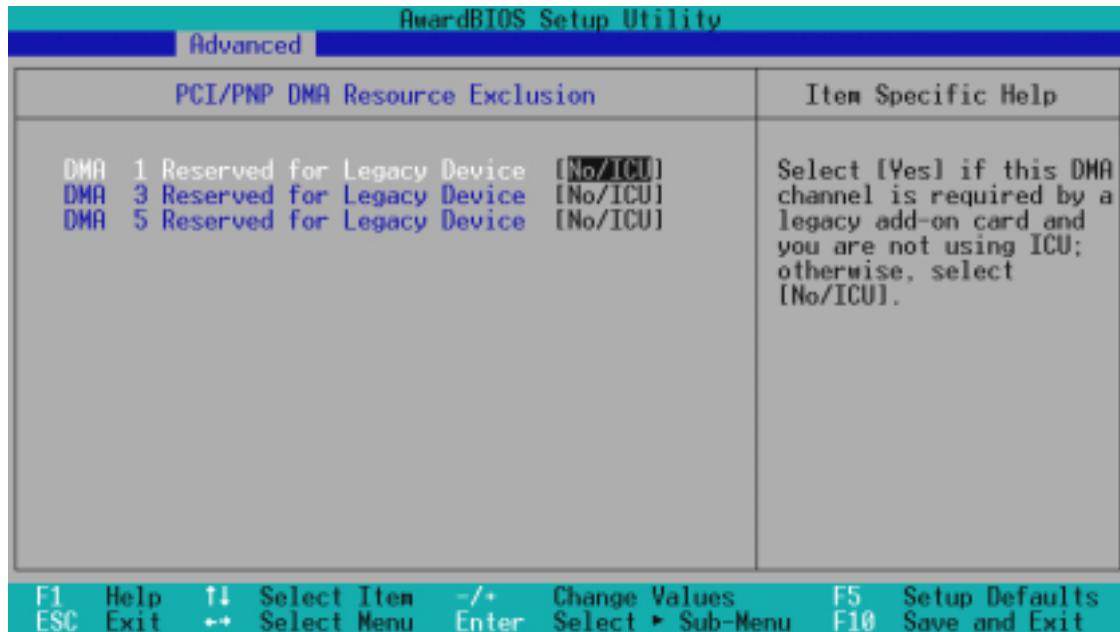 AwardBIOS Setup Utility
Advanced
PCI/PNP DMA Resource Exclusion
DMA 1 Reserved for Legacy Device [No/ICU]
DMA 3 Reserved for Legacy Device [No/ICU]
DMA 5 Reserved for Legacy Device [No/ICU]
Item Specific Help
Select [Yes] if this DMA
channel is required by a
legacy add-on card and
you are not using ICU;
otherwise, select
[No/ICU].
F1 Help ↑↓ Select Item -/+ Change Values F5 Setup Defaults
ESC Exit ←→ Select Menu Enter Select ► Sub-Menu F10 Save and Exit